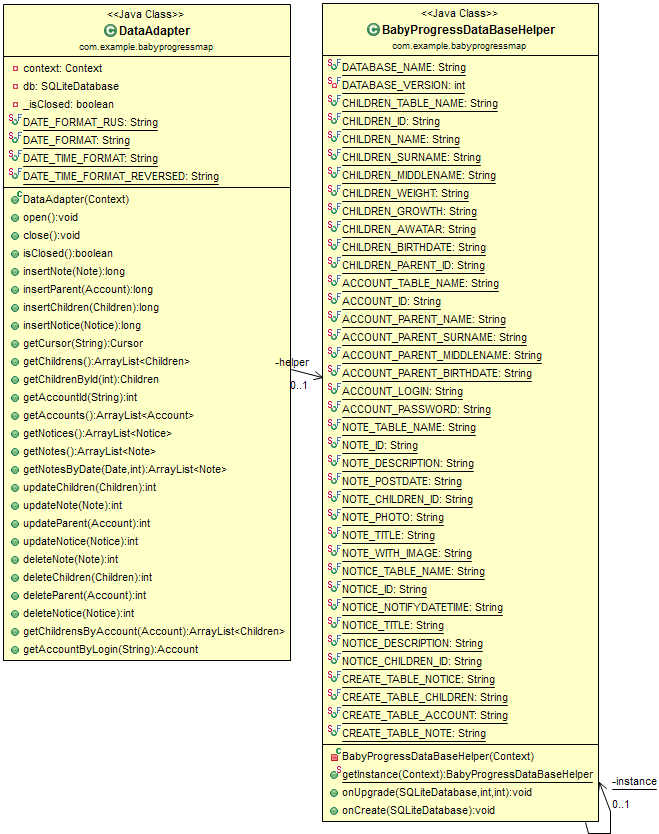 <<Java Class>>
DataAdapter
com.example.babyprogressmap
context: Context
db: SQLiteDatabase
_isClosed: boolean
DATE_FORMAT_RUS: String
DATE_FORMAT: String
DATE_TIME_FORMAT: String
DATE_TIME_FORMAT_REVERSED: String
DataAdapter(Context)
open():void
close():void
isClosed():boolean
insertNote(Note):long
insertParent(Account):long
insertChildren(Children):long
insertNotice(Notice):long
getCursor(String):Cursor
getChildrens():ArrayList<Children>
getChildrenById(int):Children
getAccountId(String):int
getAccounts():ArrayList<Account>
getNotices():ArrayList<Notice>
getNotes():ArrayList<Note>
getNotesByDate(Date,int):ArrayList<Note>
updateChildren(Children):int
updateNote(Note):int
updateParent(Account):int
updateNotice(Notice):int
deleteNote(Note):int
deleteChildren(Children):int
deleteParent(Account):int
deleteNotice(Notice):int
getChildrensByAccount(Account):ArrayList<Children>
getAccountByLogin(String):Account
-helper
0..1
<<Java Class>>
BabyProgressDataBaseHelper
com.example.babyprogressmap
DATABASE_NAME: String
DATABASE_VERSION: int
CHILDREN_TABLE_NAME: String
CHILDREN_ID: String
CHILDREN_NAME: String
CHILDREN_SURNAME: String
CHILDREN_MIDDLENAME: String
CHILDREN_WEIGHT: String
CHILDREN_GROWTH: String
CHILDREN_AWATAR: String
CHILDREN_BIRTHDATE: String
CHILDREN_PARENT_ID: String
ACCOUNT_TABLE_NAME: String
ACCOUNT_ID: String
ACCOUNT_PARENT_NAME: String
ACCOUNT_PARENT_SURNAME: String
ACCOUNT_PARENT_MIDDLENAME: String
ACCOUNT_PARENT_BIRTHDATE: String
ACCOUNT_LOGIN: String
ACCOUNT_PASSWORD: String
NOTE_TABLE_NAME: String
NOTE_ID: String
NOTE_DESCRIPTION: String
NOTE_POSTDATE: String
NOTE_CHILDREN_ID: String
NOTE_PHOTO: String
NOTE_TITLE: String
NOTE_WITH_IMAGE: String
NOTICE_TABLE_NAME: String
NOTICE_ID: String
NOTICE_NOTIFYDATETIME: String
NOTICE_TITLE: String
NOTICE_DESCRIPTION: String
NOTICE_CHILDREN_ID: String
CREATE_TABLE_NOTICE: String
CREATE_TABLE_CHILDREN: String
CREATE_TABLE_ACCOUNT: String
CREATE_TABLE_NOTE: String
BabyProgressDataBaseHelper(Context)
getInstance(Context):BabyProgressDataBaseHelper
onUpgrade(SQLiteDatabase,int,int):void
onCreate(SQLiteDatabase):void
-instance
0..1